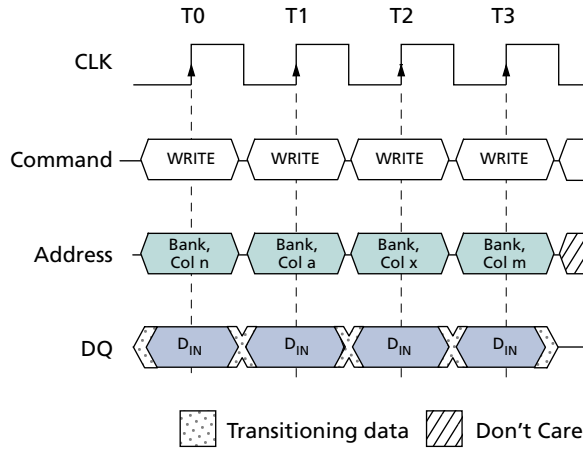 T0 T1 T2 T3
CLK
Command WRITE WRITE WRITE WRITE
Address Bank, Col n Bank, Col a Bank, Col x Bank, Col m
DQ DIN DIN DIN DIN
Transitioning data Don't Care